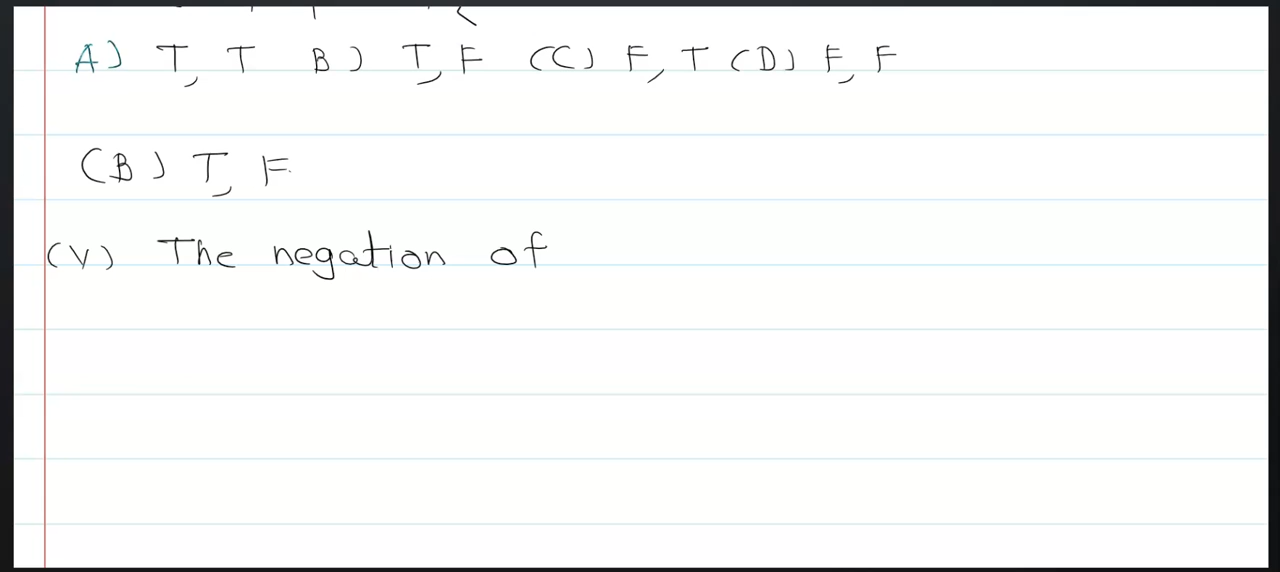 A) T, T B) T, F (C) F, T (D) F, F
(B) T, F
(V) The negation of